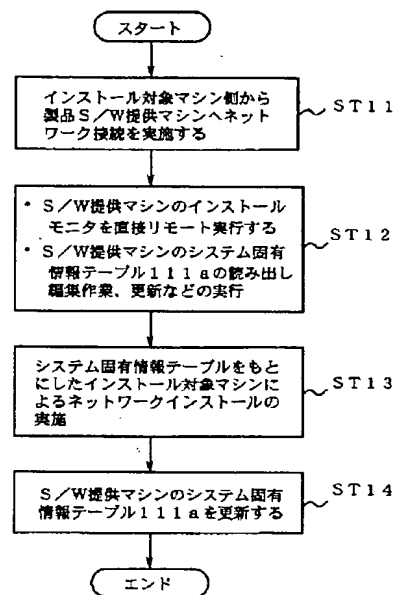 スタート
インストール対象マシン側から
製品S/W提供マシンへネット
ワーク接続を実施する
ST11
・ S/W提供マシンのインストール
モニタを直接リモート実行する
・ S/W提供マシンのシステム固有
情報テーブル111aの読み出し
編集作業、更新などの実行
ST12
システム固有情報テーブルをもと
にしたインストール対象マシンに
よるネットワークインストールの
実施
ST13
S/W提供マシンのシステム固有
情報テーブル111aを更新する
ST14
エンド